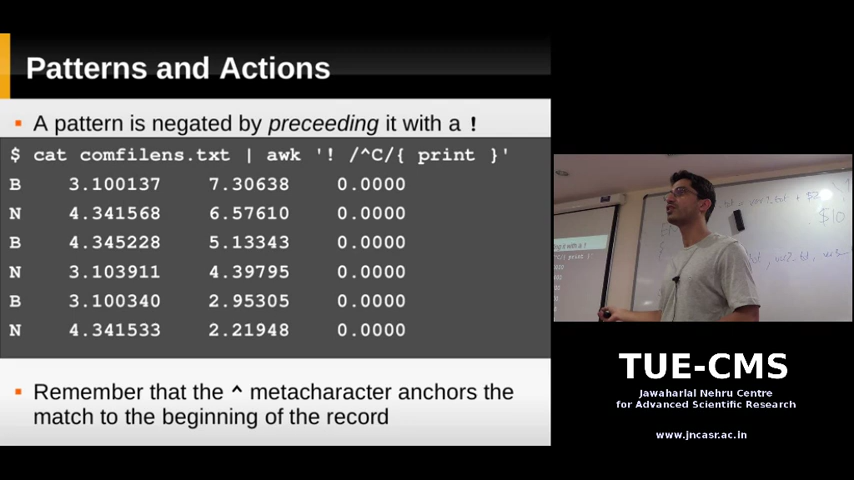 Patterns and Actions
▪ A pattern is negated by preceeding it with a !
$ cat comfilens.txt | awk '! /^C/{ print }'
B 3.100137 7.30638 0.0000
N 4.341568 6.57610 0.0000
B 4.345228 5.13343 0.0000
N 3.103911 4.39795 0.0000
B 3.100340 2.95305 0.0000
N 4.341533 2.21948 0.0000
▪ Remember that the ^ metacharacter anchors the
match to the beginning of the record
$10
TUE-CMS
Jawaharlal Nehru Centre
for Advanced Scientific Research
www.jncasr.ac.in